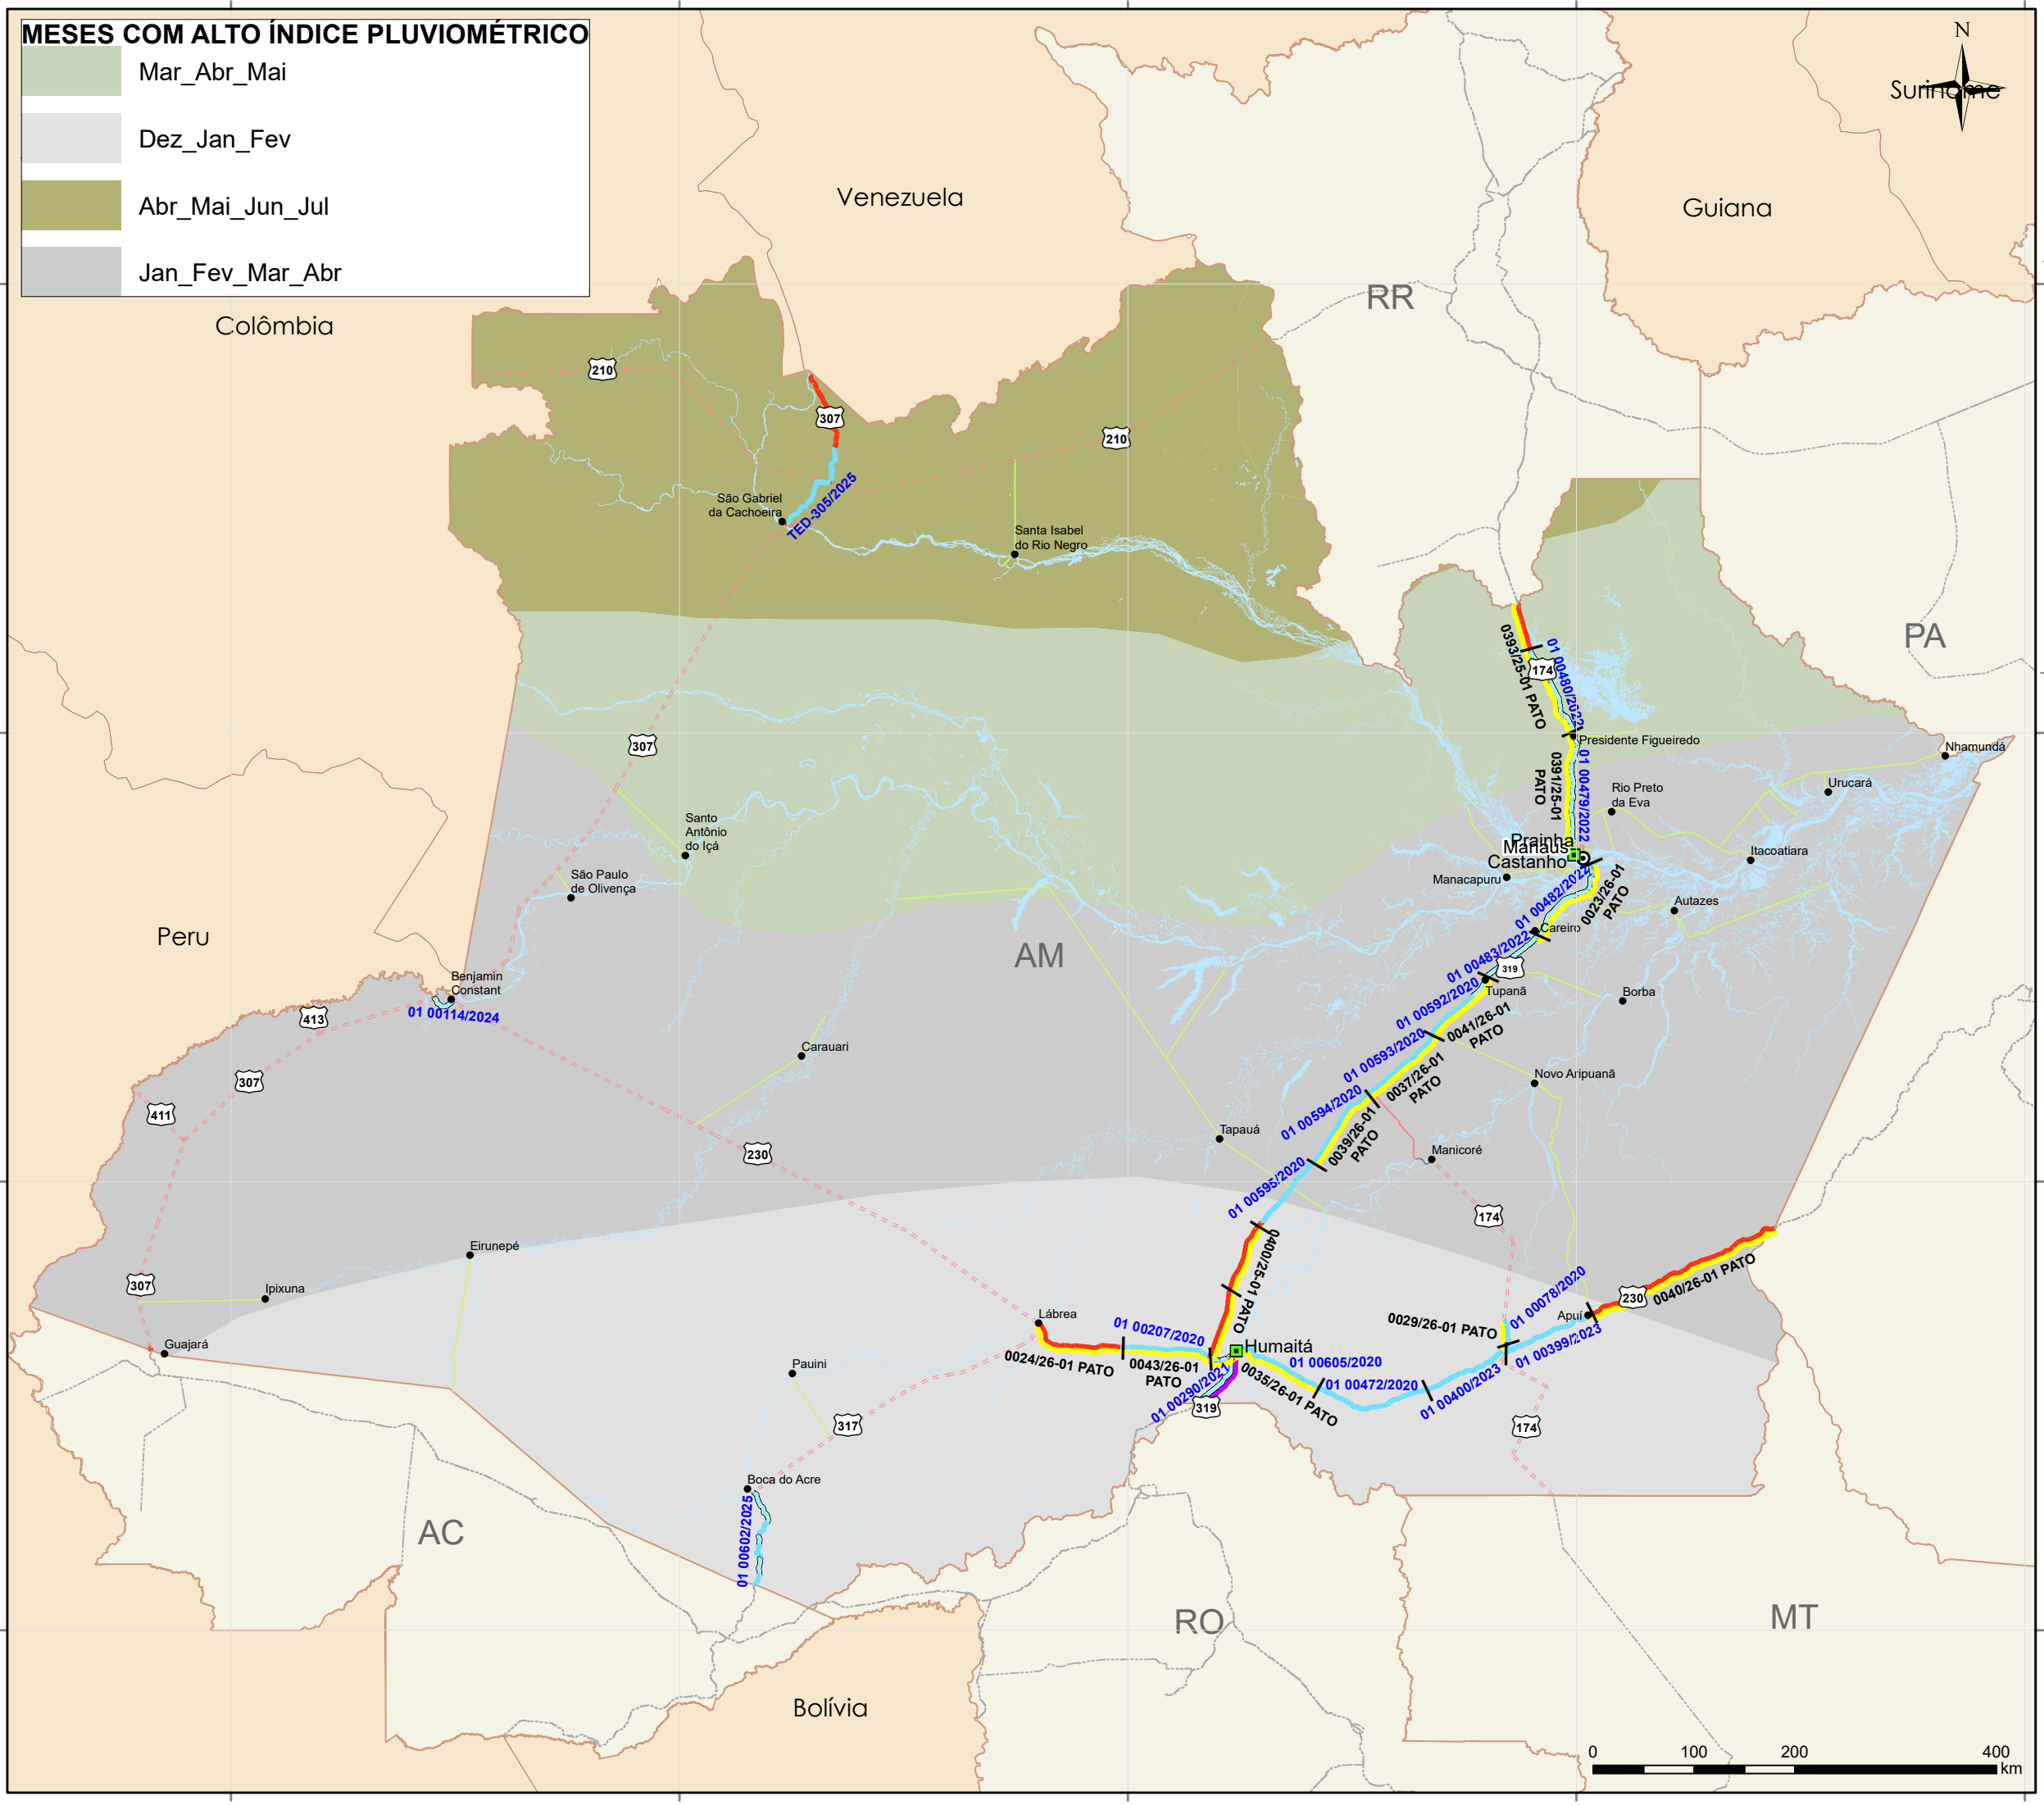 MESES COM ALTO ÍNDICE PLUVIOMÉTRICO
Mar_Abr_Mai
Dez_Jan_Fev
Abr_Mai_Jun_Jul
Jan_Fev_Mar_Abr
N
Suriname
Venezuela
Guiana
Colômbia
RR
210
307
210
TED-305/2025
São Gabriel
da Cachoeira
Santa Isabel
do Rio Negro
PA
0393/25-01 PATO
01 00480/2022
174
Presidente Figueiredo
307
Nhamundá
Urucará
0391/25-01
PATO
01 00479/2022
Rio Preto
da Eva
Santo
Antônio
do Içá
Prainha
Manaus
Castanho
Itacoatiara
São Paulo
de Olivença
Manacapuru
01 00482/2022
0023/26-01
PATO
Autazes
Careiro
Peru
AM
01 00483/2022
319
Benjamin
Constant
01 00114/2024
413
01 00592/2020
Tupanã
Borba
0041/26-01
PATO
Carauari
01 00593/2020
0037/26-01
PATO
307
Novo Aripuanã
411
01 00594/2020
0039/26-01
PATO
Tapauá
230
Manicoré
01 00595/2020
174
Eirunepé
0400/25-01 PATO
307
Ipixuna
230
0040/26-01 PATO
01 00078/2020
Apuí
Lábrea
01 00207/2020
0029/26-01 PATO
01 00399/2023
Guajará
Humaitá
0024/26-01 PATO
0043/26-01
PATO
01 00605/2020
01 00472/2020
01 00400/2023
Pauini
01 00290/2021
0035/26-01 PATO
319
317
174
Boca do Acre
01 00602/2025
AC
RO
MT
Bolívia
0 100 200 400
km